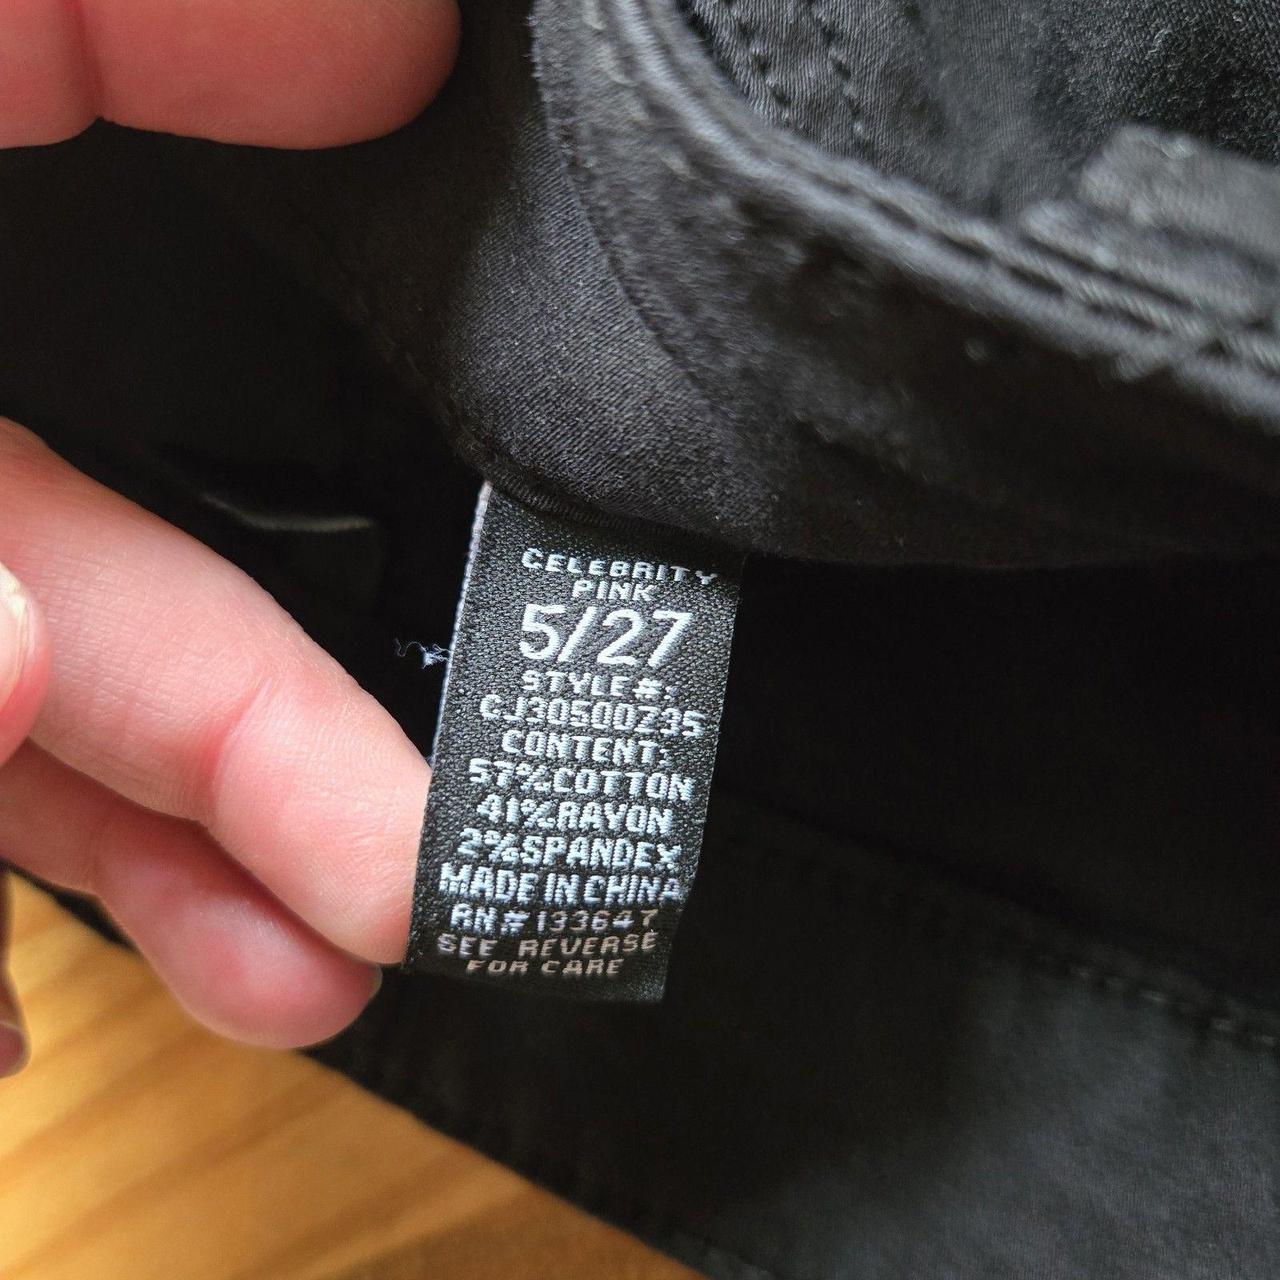 CELEBRITY
PINK
5/27
STYLE#:
CJ30500Z35
CONTENT:
57%COTTON
41%RAYON
2%SPANDEX
MADE IN CHINA
RN#133647
SEE REVERSE
FOR CARE